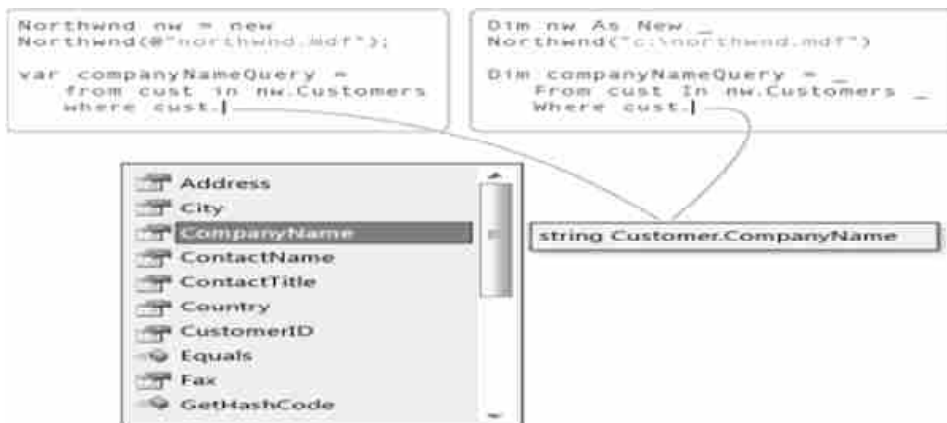 Northwnd nw = new
Northwnd(@"northwnd.mdf");
var companyNameQuery =
from cust in nw.Customers
where cust.
Dim nw As New _
Northwnd("c:\northwnd.mdf")
Dim companyNameQuery = _
From cust In nw.Customers _
Where cust.
Address
City
CompanyName
ContactName
ContactTitle
Country
CustomerID
Equals
Fax
GetHashCode
string Customer.CompanyName